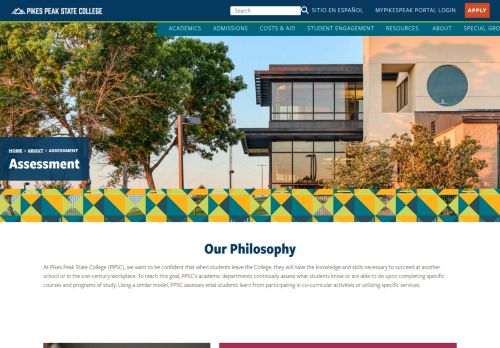 PIKES PEAK STATE COLLEGE
Search
SITIO EN ESPAÑOL
MYPIKESPEAK PORTAL LOGIN
APPLY
ACADEMICS ADMISSIONS COSTS & AID STUDENT ENGAGEMENT RESOURCES ABOUT SPECIAL GRO
HOME > ABOUT > ASSESSMENT
Assessment
Our Philosophy
At Pikes Peak State College (PPSC), we want to be confident that when students leave the College, they will have the knowledge and skills necessary to succeed at another
school or in the 21st-century workplace. To reach this goal, PPSC's academic departments continually assess what students know or are able to do upon completing specific
courses and programs of study. Using a similar model, PPSC assesses what students learn from participating in co-curricular activities or utilizing specific services.